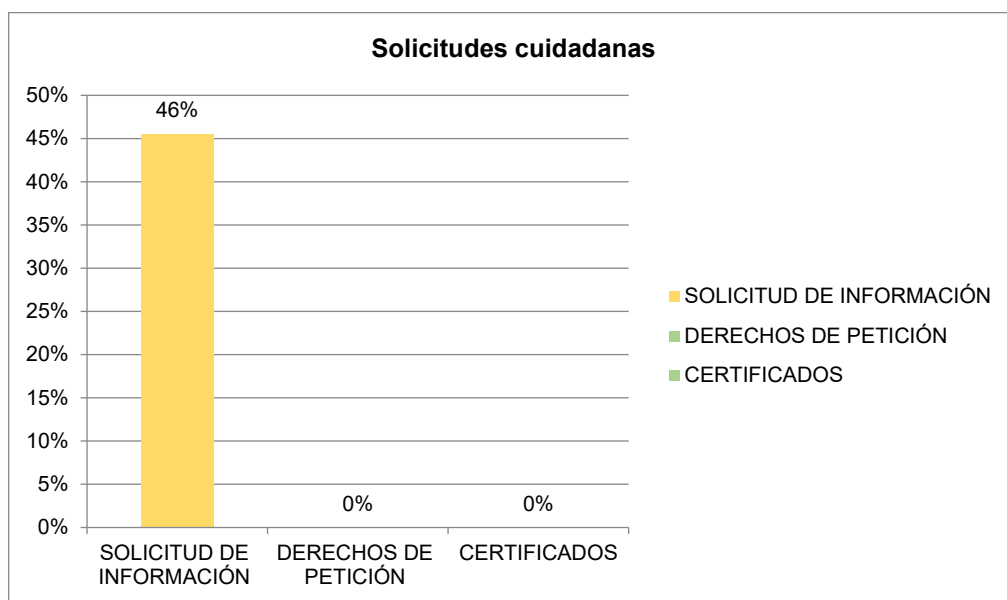 Solicitudes cuidadanas
50%
45%
40%
35%
30%
25%
20%
15%
10%
5%
0%
46%
0%
0%
SOLICITUD DE
INFORMACIÓN
DERECHOS DE
PETICIÓN
CERTIFICADOS
SOLICITUD DE INFORMACIÓN
DERECHOS DE PETICIÓN
CERTIFICADOS